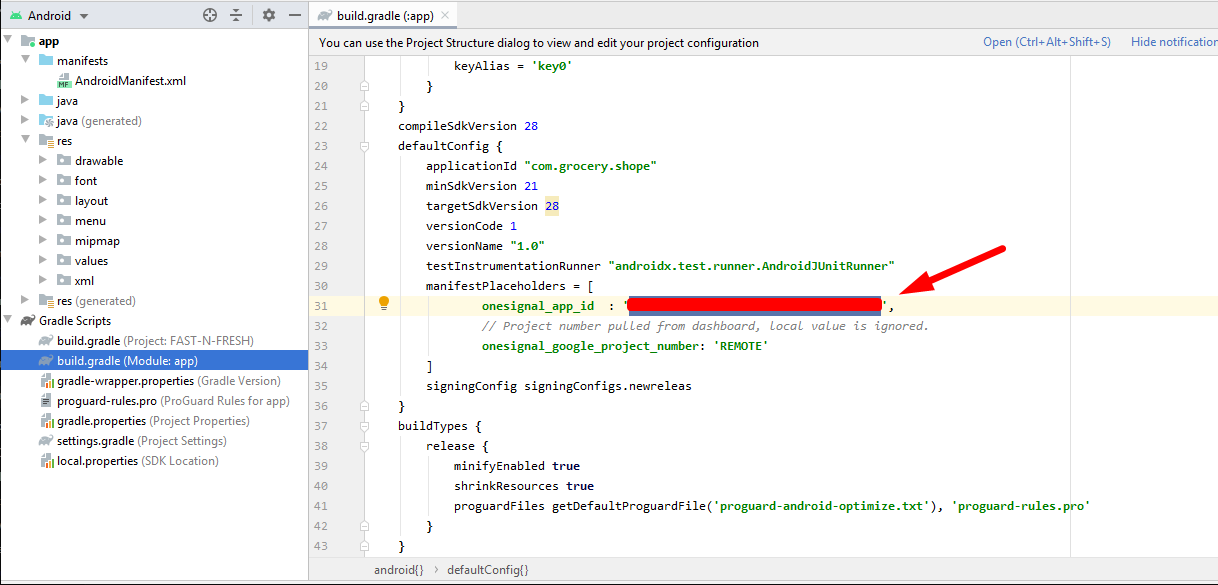 Android
build.gradle (:app)
You can use the Project Structure dialog to view and edit your project configuration
Open (Ctrl+Alt+Shift+S)
Hide notification
app
manifests
MF
AndroidManifest.xml
java
java (generated)
res
drawable
font
layout
menu
mipmap
values
xml
res (generated)
Gradle Scripts
build.gradle (Project: FAST-N-FRESH)
build.gradle (Module: app)
gradle-wrapper.properties (Gradle Version)
proguard-rules.pro (ProGuard Rules for app)
gradle.properties (Project Properties)
settings.gradle (Project Settings)
local.properties (SDK Location)
19 keyAlias = 'key0'
20 }
21 }
22 compileSdkVersion 28
23 defaultConfig {
24 applicationId "com.grocery.shope"
25 minSdkVersion 21
26 targetSdkVersion 28
27 versionCode 1
28 versionName "1.0"
29 testInstrumentationRunner "androidx.test.runner.AndroidJUnitRunner"
30 manifestPlaceholders = [
31 onesignal_app_id : '',
32 // Project number pulled from dashboard, local value is ignored.
33 onesignal_google_project_number: 'REMOTE'
34 ]
35 signingConfig signingConfigs.newreleas
36 }
37 buildTypes {
38 release {
39 minifyEnabled true
40 shrinkResources true
41 proguardFiles getDefaultProguardFile('proguard-android-optimize.txt'), 'proguard-rules.pro'
42 }
43 }
android{} › defaultConfig{}